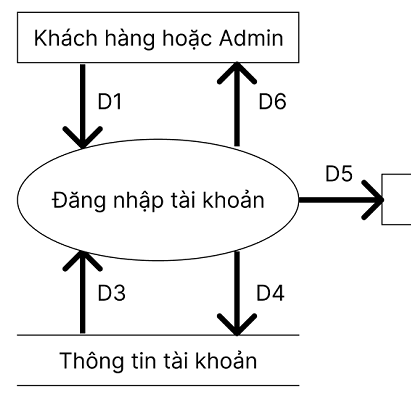 Khách hàng hoặc Admin
D1
D6
D5
Đăng nhập tài khoản
D3
D4
Thông tin tài khoản